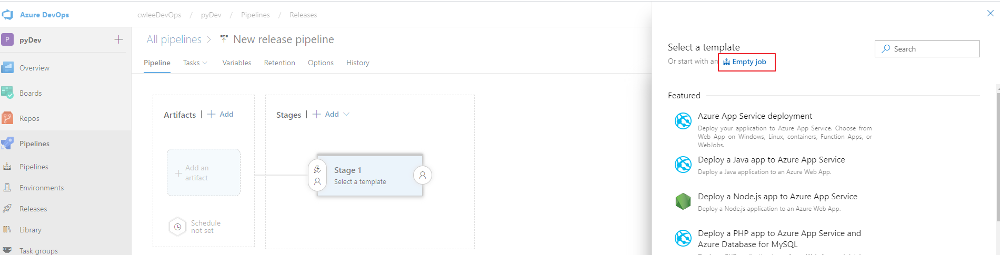 Azure DevOps
cwleeDevOps / pyDev / Pipelines / Releases
P pyDev
Overview
Boards
Repos
Pipelines
Pipelines
Environments
Releases
Library
Task groups
All pipelines > New release pipeline
Pipeline Tasks Variables Retention Options History
Artifacts | + Add
Add an
artifact
Schedule
not set
Stages | + Add
Stage 1
Select a template
Select a template
Search
Or start with an Empty job
Featured
Azure App Service deployment
Deploy your application to Azure App Service. Choose from
Web App on Windows, Linux, containers, Function Apps, or
WebJobs.
Deploy a Java app to Azure App Service
Deploy a Java application to an Azure Web App.
Deploy a Node.js app to Azure App Service
Deploy a Node.js application to an Azure Web App.
Deploy a PHP app to Azure App Service and
Azure Database for MySQL